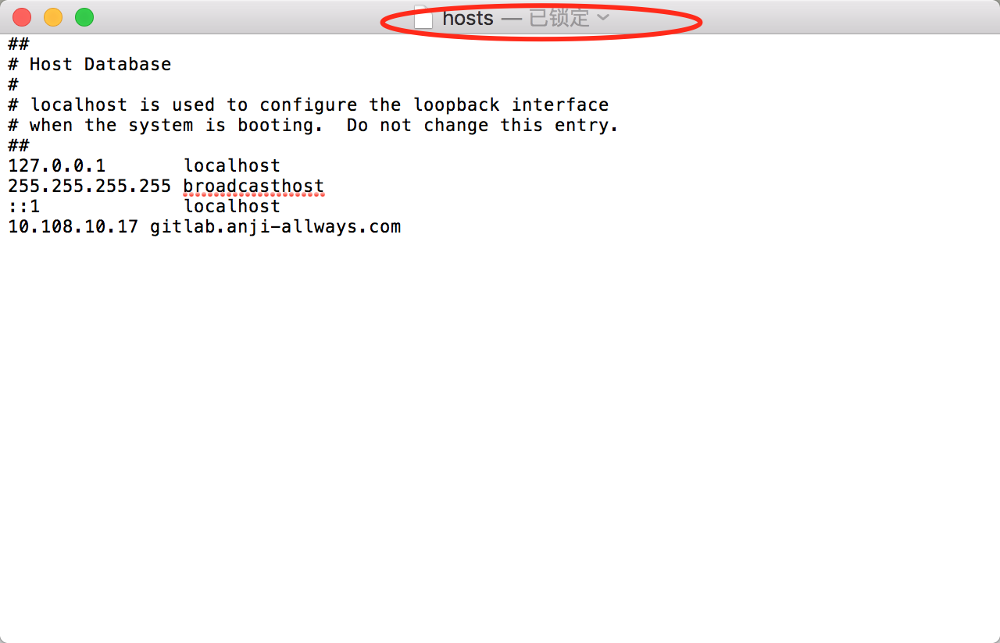 hosts — 已锁定
##
# Host Database
#
# localhost is used to configure the loopback interface
# when the system is booting.  Do not change this entry.
##
127.0.0.1       localhost
255.255.255.255 broadcasthost
::1             localhost
10.108.10.17 gitlab.anji-allways.com